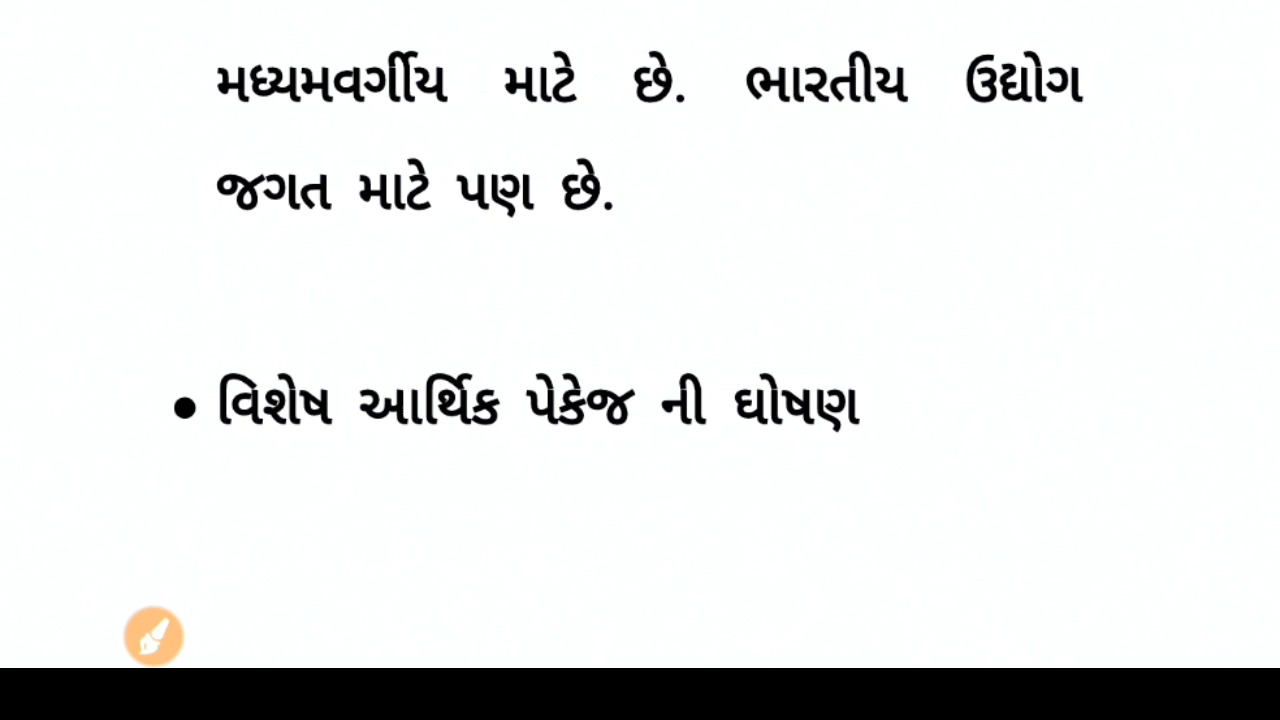 મધ્યમવર્ગીય માટે છે. ભારતીય ઉદ્યોગ
જગત માટે પણ છે.
• વિશેષ આર્થિક પેકેજ ની ઘોષણ